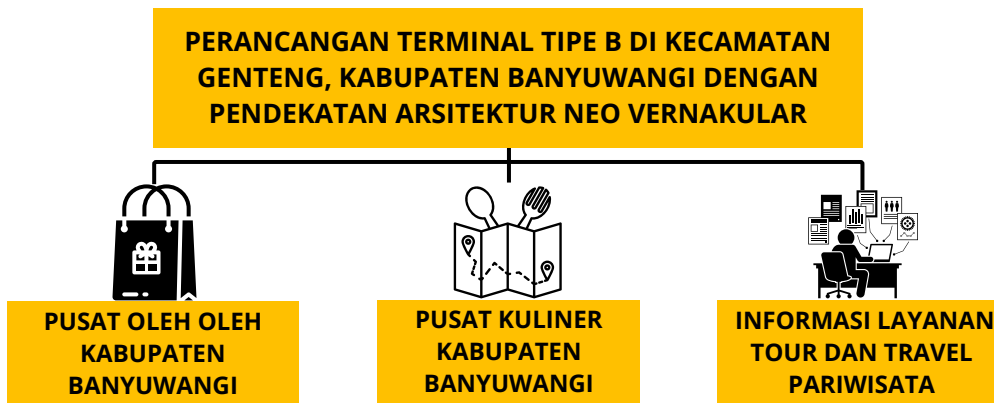 PERANCANGAN TERMINAL TIPE B DI KECAMATAN
GENTENG, KABUPATEN BANYUWANGI DENGAN
PENDEKATAN ARSITEKTUR NEO VERNAKULAR
PUSAT OLEH OLEH
KABUPATEN
BANYUWANGI
PUSAT KULINER
KABUPATEN
BANYUWANGI
INFORMASI LAYANAN
TOUR DAN TRAVEL
PARIWISATA